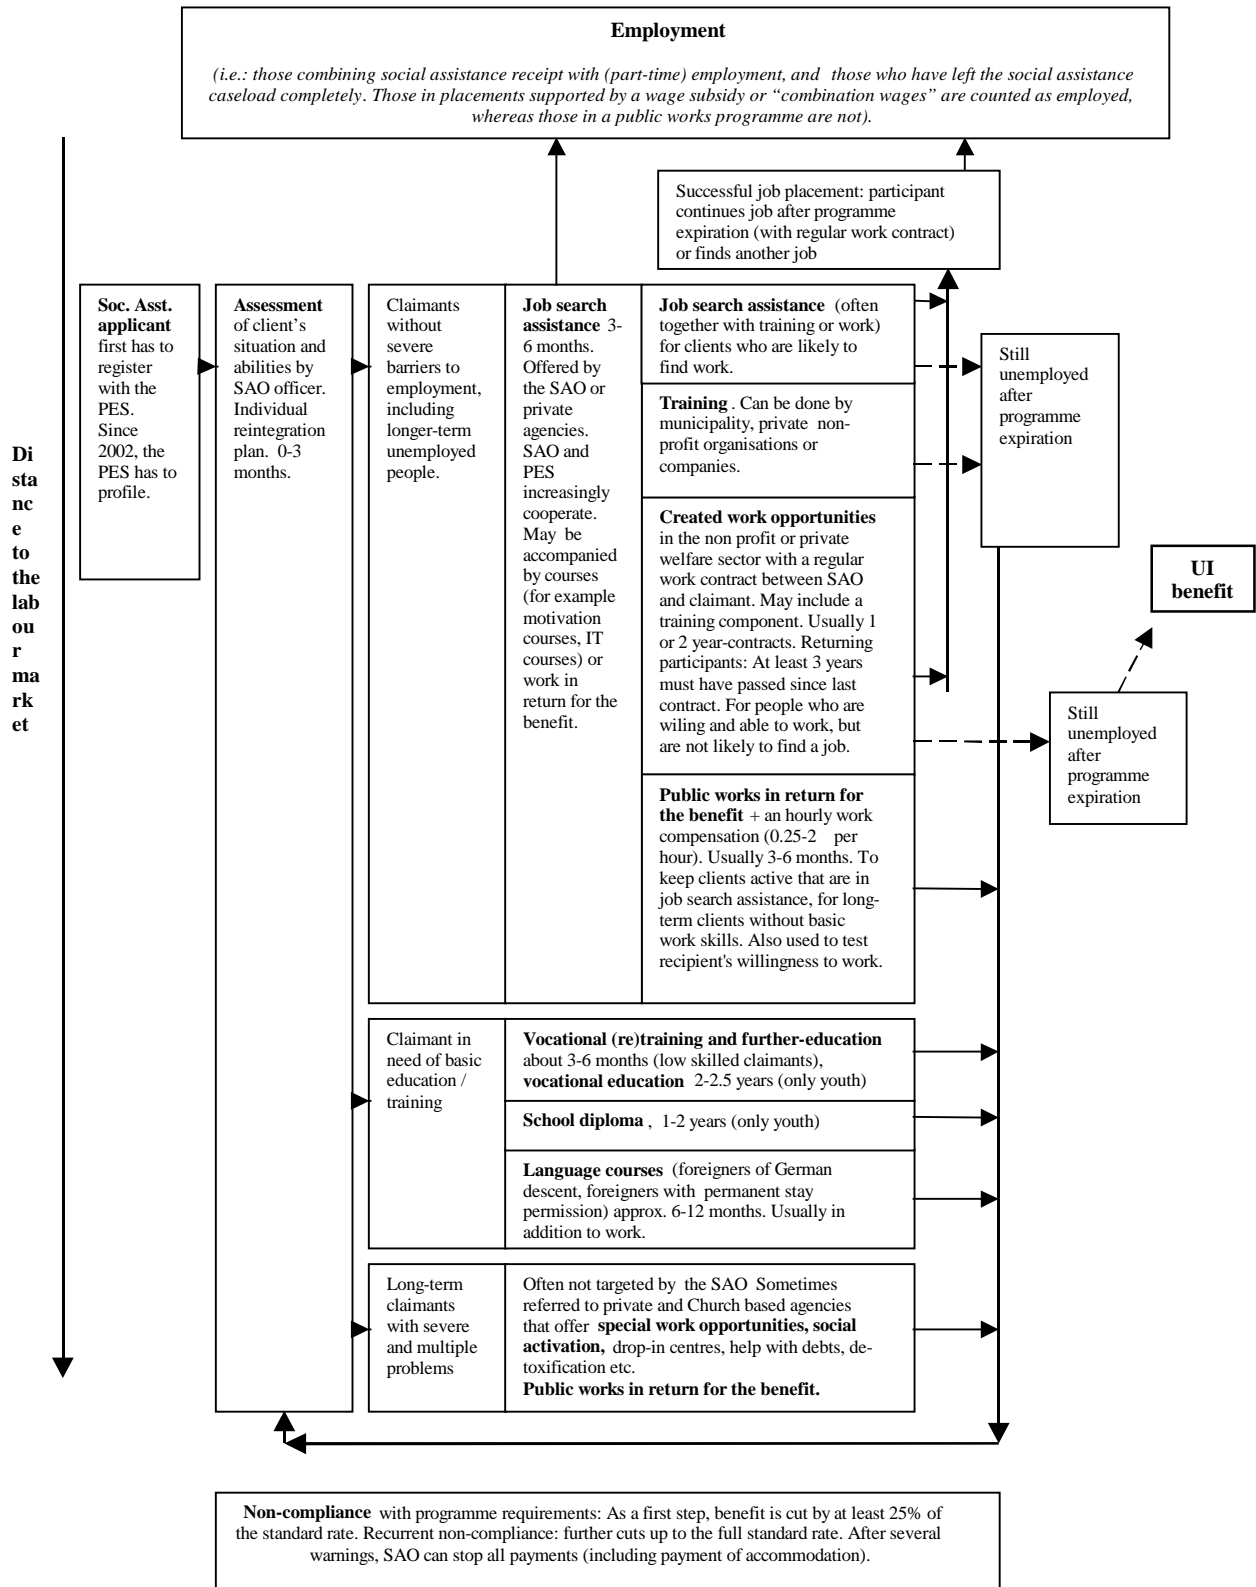 Employment
(i.e.: those combining social assistance receipt with (part-time) employment, and those who have left the social assistance
caseload completely. Those in placements supported by a wage subsidy or “combination wages” are counted as employed,
whereas those in a public works programme are not).
Successful job placement: participant
continues job after programme
expiration (with regular work contract)
or finds another job
Di
sta
nc
e
to
the
lab
ou
r
ma
rk
et
Soc. Asst.
applicant
first has to
register
with the
PES.
Since
2002, the
PES has to
profile.
Assessment
of client’s
situation and
abilities by
SAO officer.
Individual
reintegration
plan. 0-3
months.
Claimants
without
severe
barriers to
employment,
including
longer-term
unemployed
people.
Job search
assistance 3-
6 months.
Offered by
the SAO or
private
agencies.
SAO and
PES
increasingly
cooperate.
May be
accompanied
by courses
(for example
motivation
courses, IT
courses) or
work in
return for the
benefit.
Job search assistance (often
together with training or work)
for clients who are likely to
find work.
Training . Can be done by
municipality, private non-
profit organisations or
companies.
Created work opportunities
in the non profit or private
welfare sector with a regular
work contract between SAO
and claimant. May include a
training component. Usually 1
or 2 year-contracts. Returning
participants: At least 3 years
must have passed since last
contract. For people who are
wiling and able to work, but
are not likely to find a job.
Public works in return for
the benefit + an hourly work
compensation (0.25-2 per
hour). Usually 3-6 months. To
keep clients active that are in
job search assistance, for long-
term clients without basic
work skills. Also used to test
recipient's willingness to work.
Still
unemployed
after
programme
expiration
UI
benefit
Still
unemployed
after
programme
expiration
Claimant in
need of basic
education /
training
Vocational (re)training and further-education
about 3-6 months (low skilled claimants),
vocational education 2-2.5 years (only youth)
School diploma , 1-2 years (only youth)
Language courses (foreigners of German
descent, foreigners with permanent stay
permission) approx. 6-12 months. Usually in
addition to work.
Long-term
claimants
with severe
and multiple
problems
Often not targeted by the SAO Sometimes
referred to private and Church based agencies
that offer special work opportunities, social
activation, drop-in centres, help with debts, de-
toxification etc.
Public works in return for the benefit.
Non-compliance with programme requirements: As a first step, benefit is cut by at least 25% of
the standard rate. Recurrent non-compliance: further cuts up to the full standard rate. After several
warnings, SAO can stop all payments (including payment of accommodation).